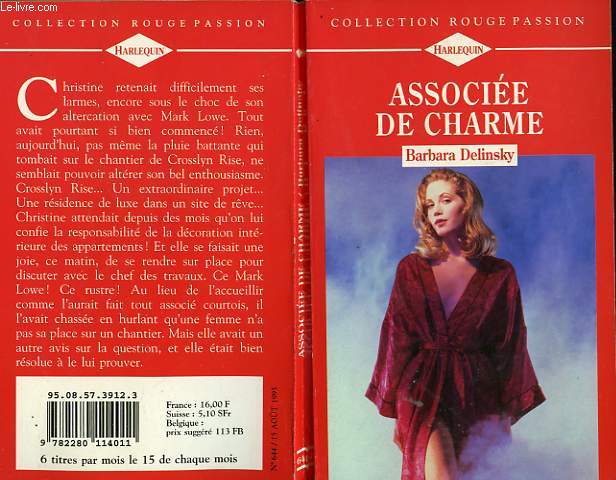 COLLECTION ROUGE PASSION
HARLEQUIN
Christine retenait difficilement ses
larmes, encore sous le choc de son
altercation avec Mark Lowe. Tout
avait pourtant si bien commencé! Rien,
aujourd'hui, pas même la pluie battante qui
tombait sur le chantier de Crosslyn Rise, ne
semblait pouvoir altérer son bel enthousiasme.
Crosslyn Rise... Un extraordinaire projet...
Une résidence de luxe dans un site de rêve...
Christine attendait depuis des mois qu'on lui
confie la responsabilité de la décoration inté-
rieure des appartements! Et elle se faisait une
joie, ce matin, de se rendre sur place pour
discuter avec le chef des travaux. Ce Mark
Lowe! Ce rustre! Au lieu de l'accueillir
comme l'aurait fait tout associé courtois, il
l'avait chassée en hurlant qu'une femme n'a
pas sa place sur un chantier. Mais elle avait un
autre avis sur la question, et elle était bien
résolue à le lui prouver.
95.08.57.3912.3
9 782280 114011
France : 16,00 F
Suisse : 5,10 SFr
Belgique :
prix suggéré 113 FB
6 titres par mois le 15 de chaque mois
ASSOCIÉE DE CHARME / Barbara Delinsky
N° 644 / 15 AOÛT 1995
COLLECTION ROUGE PASSION
HARLEQUIN
ASSOCIÉE
DE CHARME
Barbara Delinsky